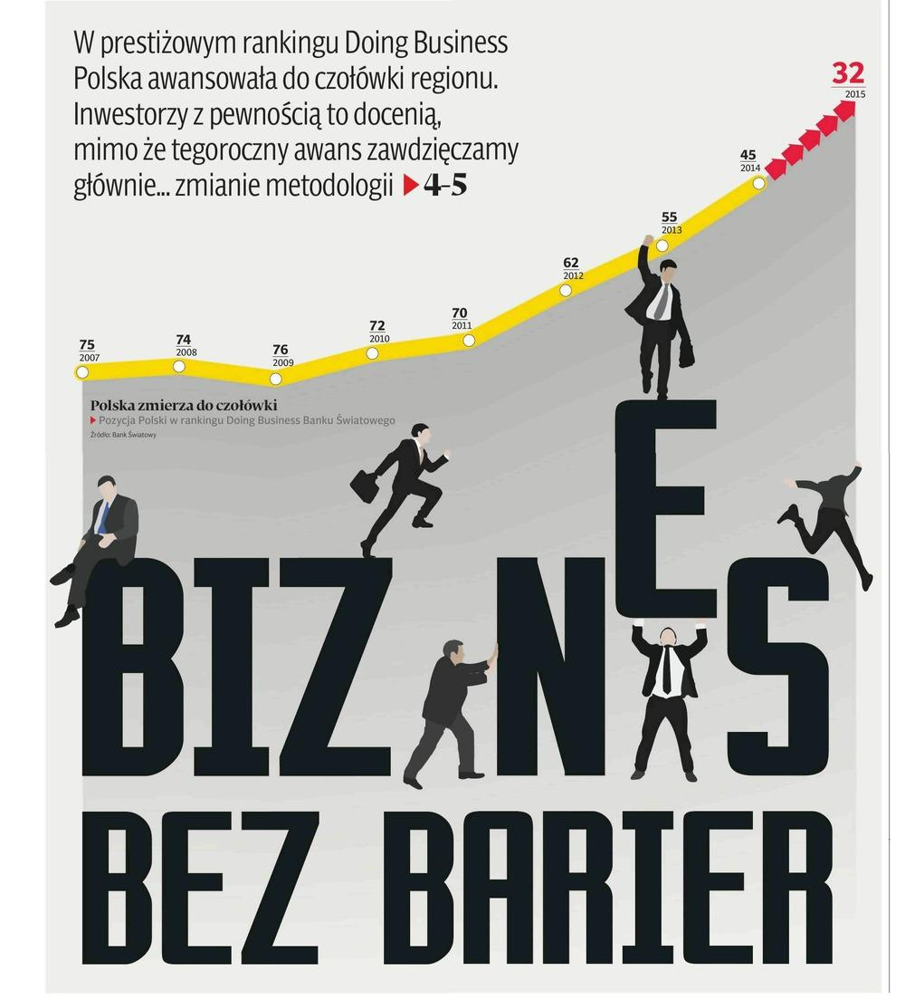 W prestiżowym rankingu Doing Business
Polska awansowała do czołówki regionu.
Inwestorzy z pewnością to docenią,
mimo że tegoroczny awans zawdzięczamy
głównie... zmianie metodologii 4-5
32
2015
45
2014
55
2013
62
2012
70
2011
72
2010
76
2009
74
2008
75
2007
Polska zmierza do czołówki
Pozycja Polski w rankingu Doing Business Banku Światowego
Źródło: Bank Światowy
BIZNES
BEZ BARIER